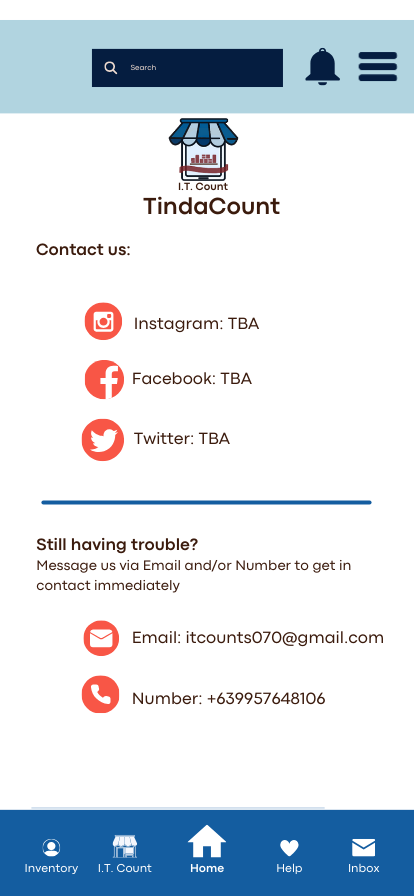 Search
I.T. Count
TindaCount
Contact us:
Instagram: TBA
Facebook: TBA
Twitter: TBA
Still having trouble?
Message us via Email and/or Number to get in
contact immediately
Email: itcounts070@gmail.com
Number: +639957648106
Inventory I.T. Count Home Help Inbox